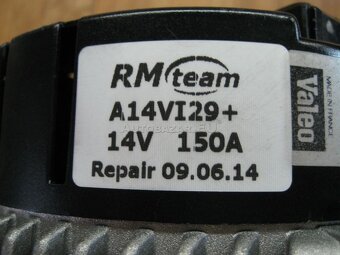 RM team
A14VI29+
14V 150A
Repair 09.06.14
Valeo
MADE IN FRANCE